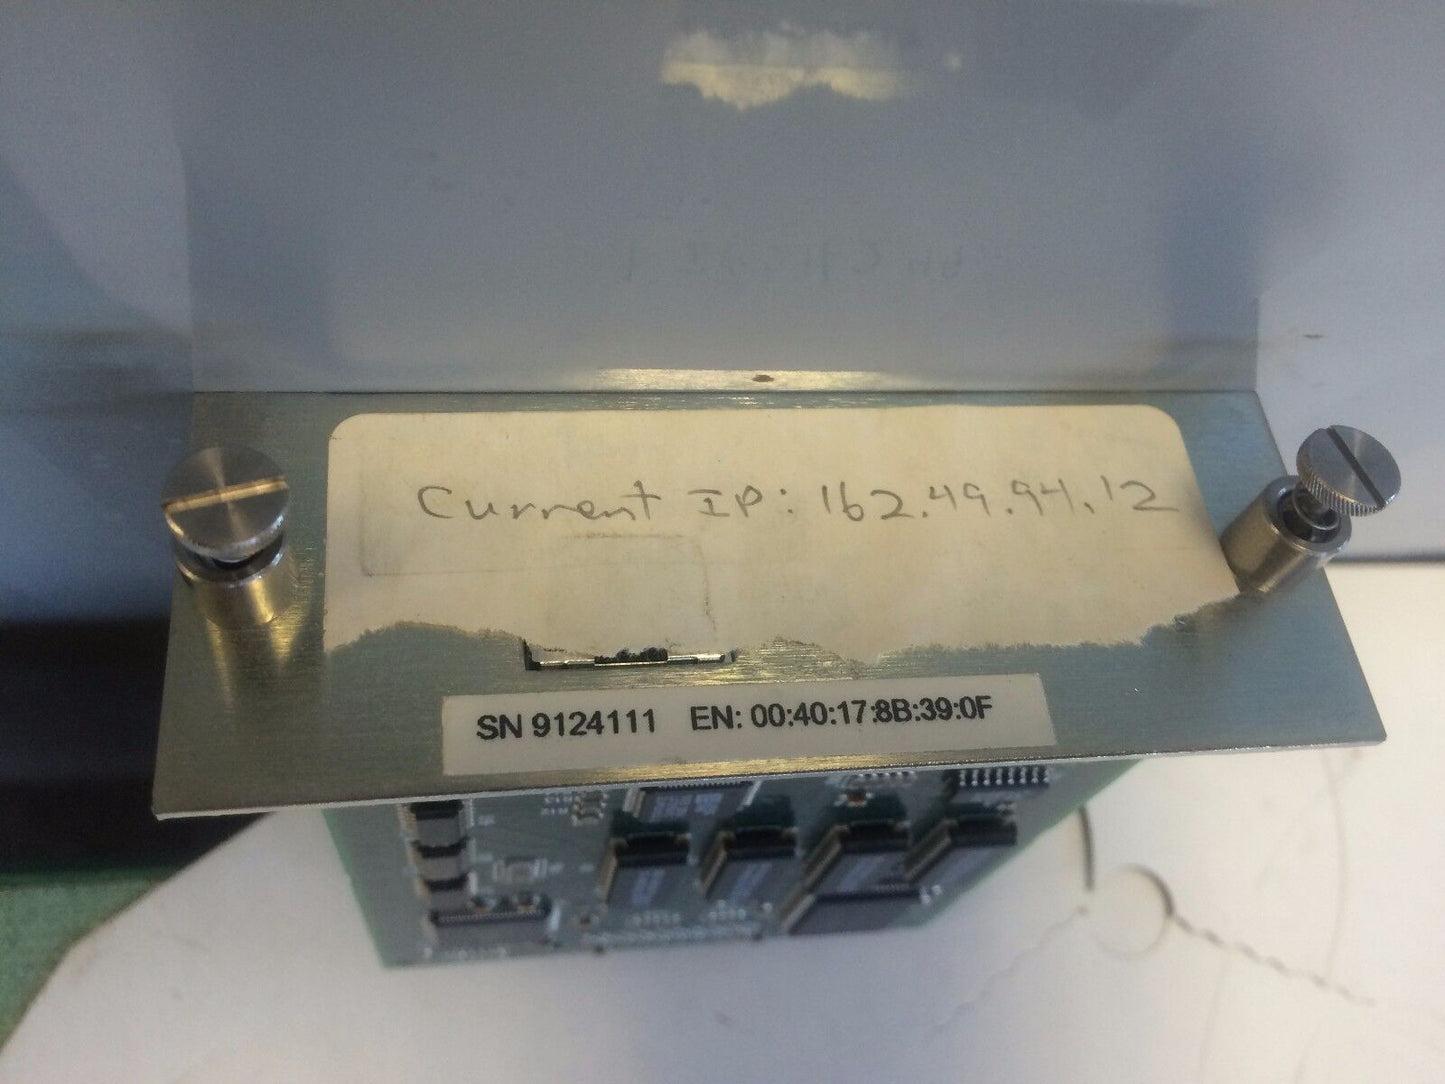 Current IP: 162.49.94.12
SN 9124111 EN: 00:40:17:8B:39:0F